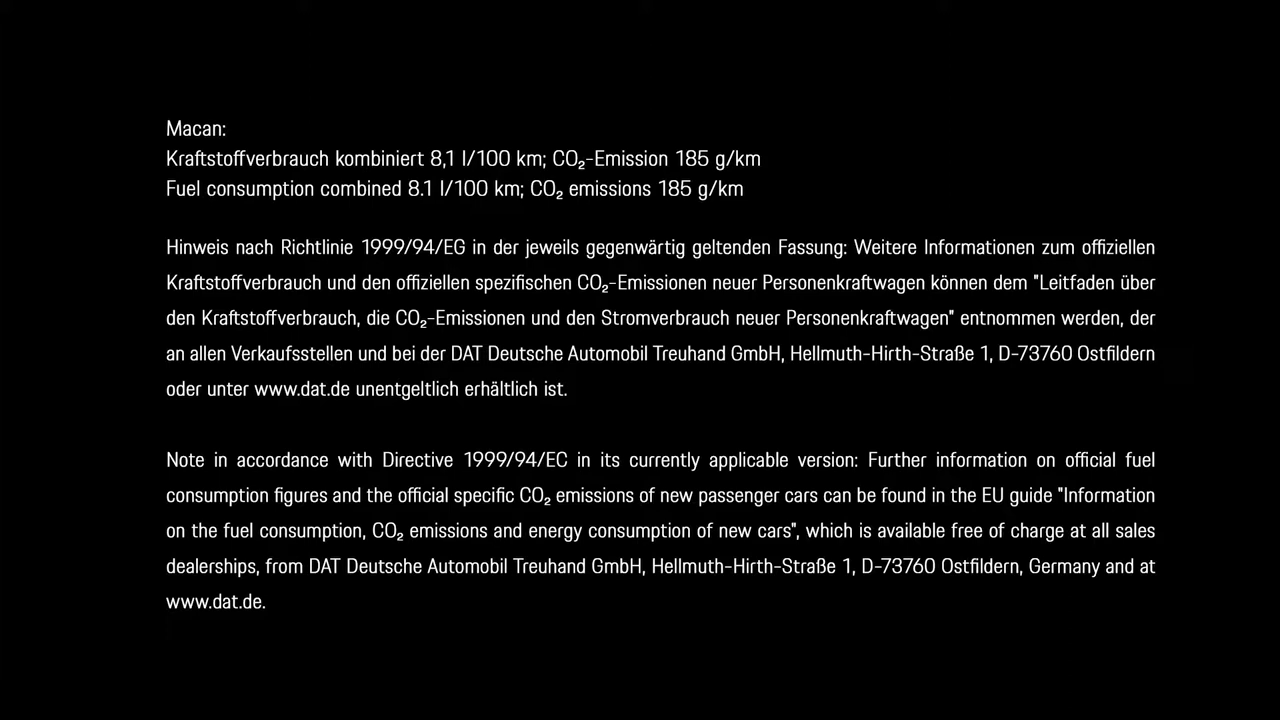 Macan:
Kraftstoffverbrauch kombiniert 8,1 l/100 km; CO₂-Emission 185 g/km
Fuel consumption combined 8.1 l/100 km; CO₂ emissions 185 g/km
Hinweis nach Richtlinie 1999/94/EG in der jeweils gegenwärtig geltenden Fassung: Weitere Informationen zum offiziellen
Kraftstoffverbrauch und den offiziellen spezifischen CO₂-Emissionen neuer Personenkraftwagen können dem "Leitfaden über
den Kraftstoffverbrauch, die CO₂-Emissionen und den Stromverbrauch neuer Personenkraftwagen" entnommen werden, der
an allen Verkaufsstellen und bei der DAT Deutsche Automobil Treuhand GmbH, Hellmuth-Hirth-Straße 1, D-73760 Ostfildern
oder unter www.dat.de unentgeltlich erhältlich ist.
Note in accordance with Directive 1999/94/EC in its currently applicable version: Further information on official fuel
consumption figures and the official specific CO₂ emissions of new passenger cars can be found in the EU guide "Information
on the fuel consumption, CO₂ emissions and energy consumption of new cars", which is available free of charge at all sales
dealerships, from DAT Deutsche Automobil Treuhand GmbH, Hellmuth-Hirth-Straße 1, D-73760 Ostfildern, Germany and at
www.dat.de.